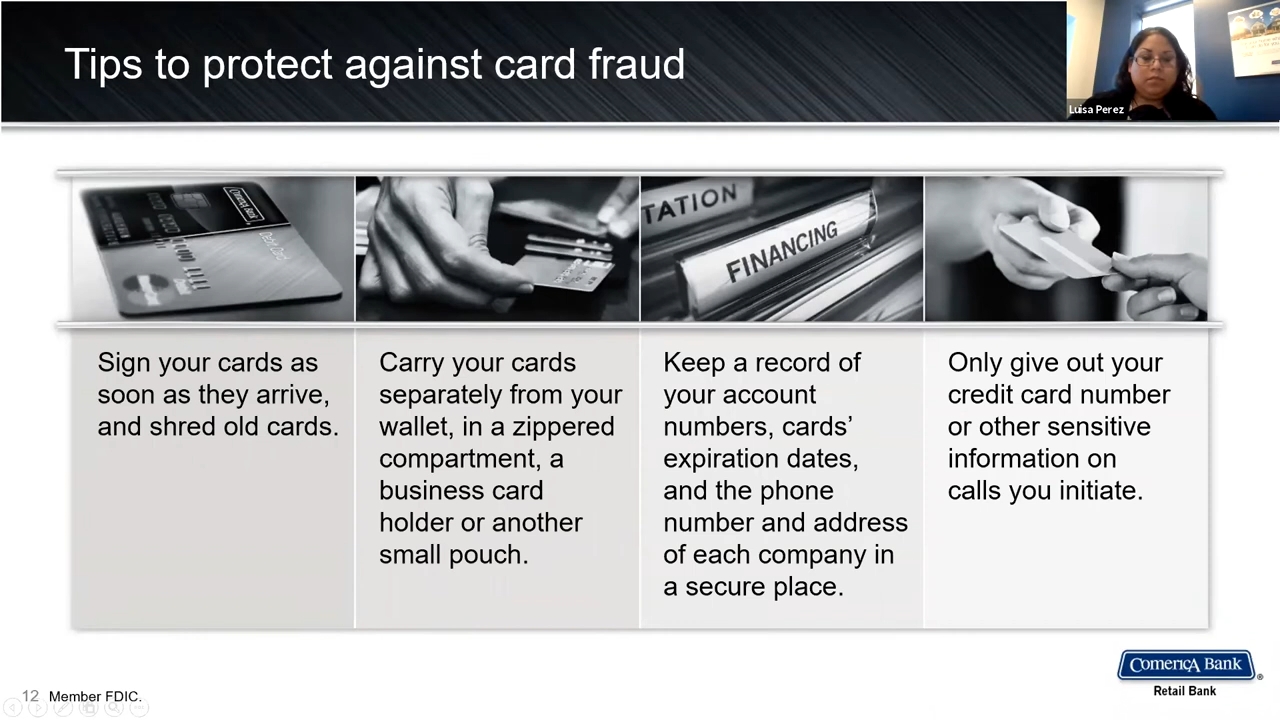 Tips to protect against card fraud
Luisa Perez
Comerica Bank
Debit Card
TATION
FINANCING
Sign your cards as
soon as they arrive,
and shred old cards.
Carry your cards
separately from your
wallet, in a zippered
compartment, a
business card
holder or another
small pouch.
Keep a record of
your account
numbers, cards’
expiration dates,
and the phone
number and address
of each company in
a secure place.
Only give out your
credit card number
or other sensitive
information on
calls you initiate.
ComericA Bank®
Retail Bank
12 Member FDIC.